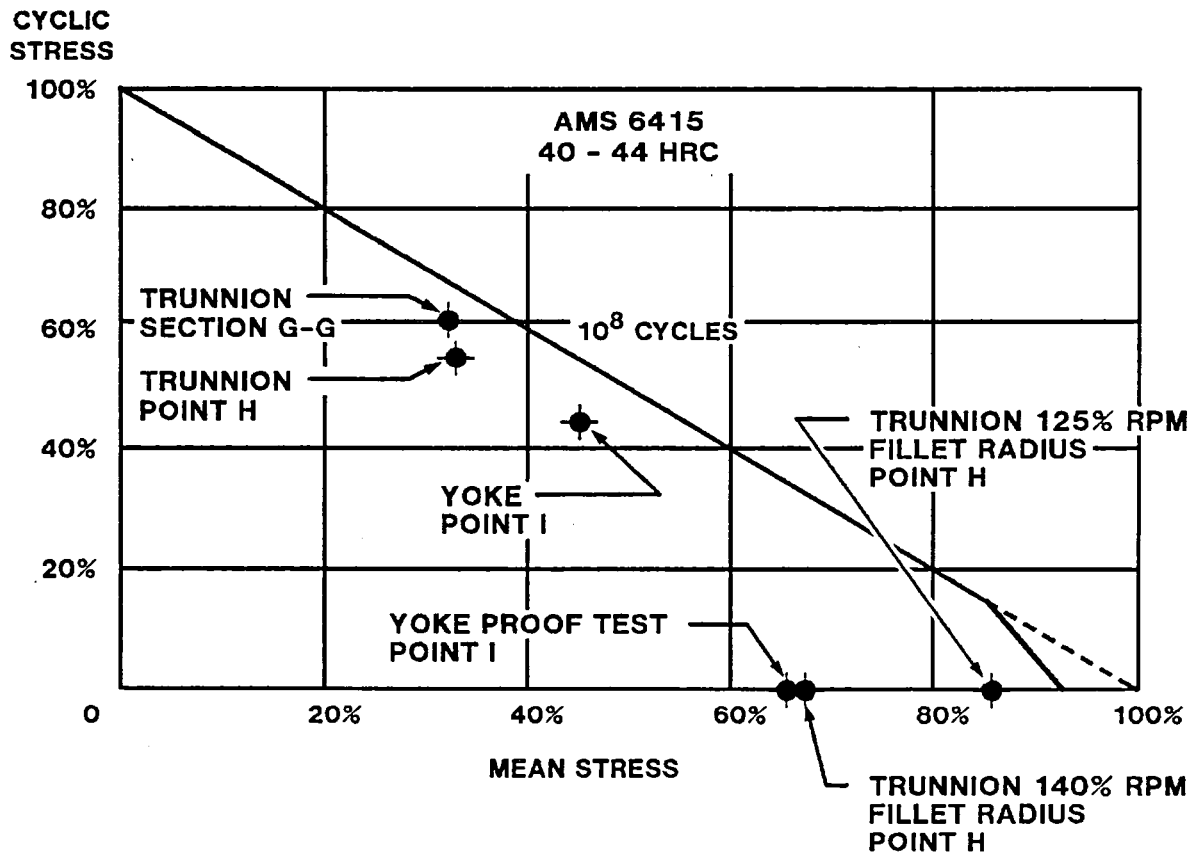 CYCLIC
STRESS
100%
AMS 6415
40 - 44 HRC
80%
TRUNNION
SECTION G-G
60%
10⁸ CYCLES
TRUNNION
POINT H
TRUNNION 125% RPM
FILLET RADIUS
POINT H
40%
YOKE
POINT I
20%
YOKE PROOF TEST
POINT I
0
20%
40%
60%
80%
100%
MEAN STRESS
TRUNNION 140% RPM
FILLET RADIUS
POINT H